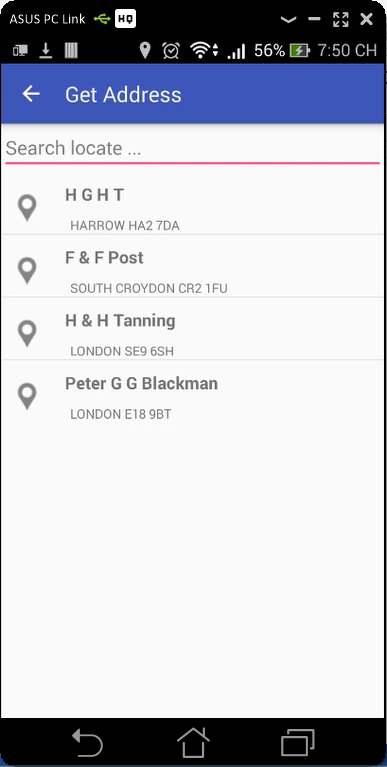 ASUS PC Link HQ
56% 7:50 CH
Get Address
Search locate ...
H G H T
HARROW HA2 7DA
F & F Post
SOUTH CROYDON CR2 1FU
H & H Tanning
LONDON SE9 6SH
Peter G G Blackman
LONDON E18 9BT